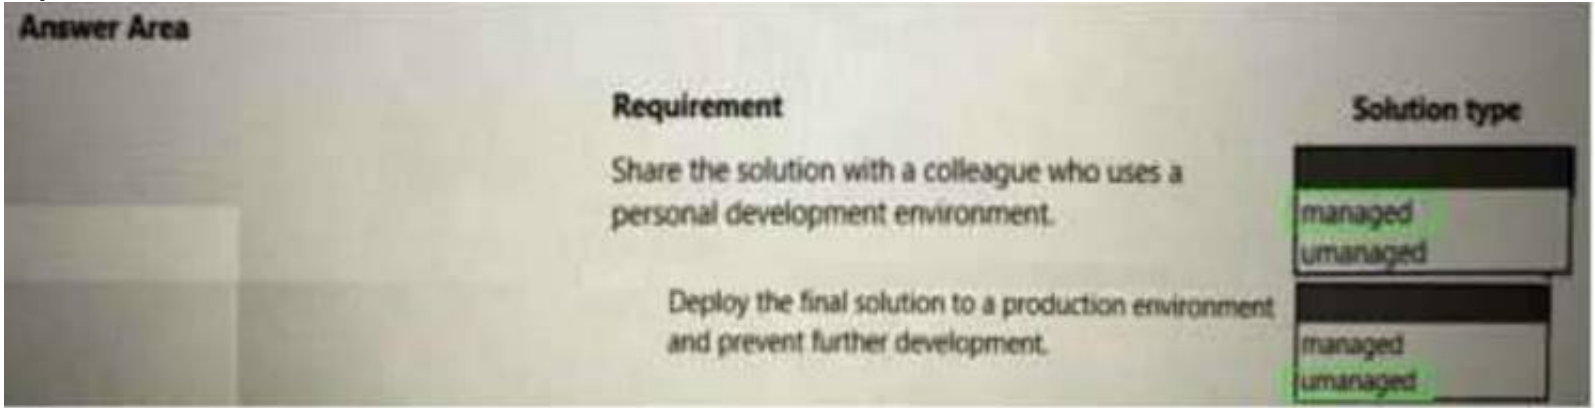 Answer Area
Requirement
Solution type
Share the solution with a colleague who uses a
personal development environment.
managed
umanaged
Deploy the final solution to a production environment
and prevent further development.
managed
umanaged